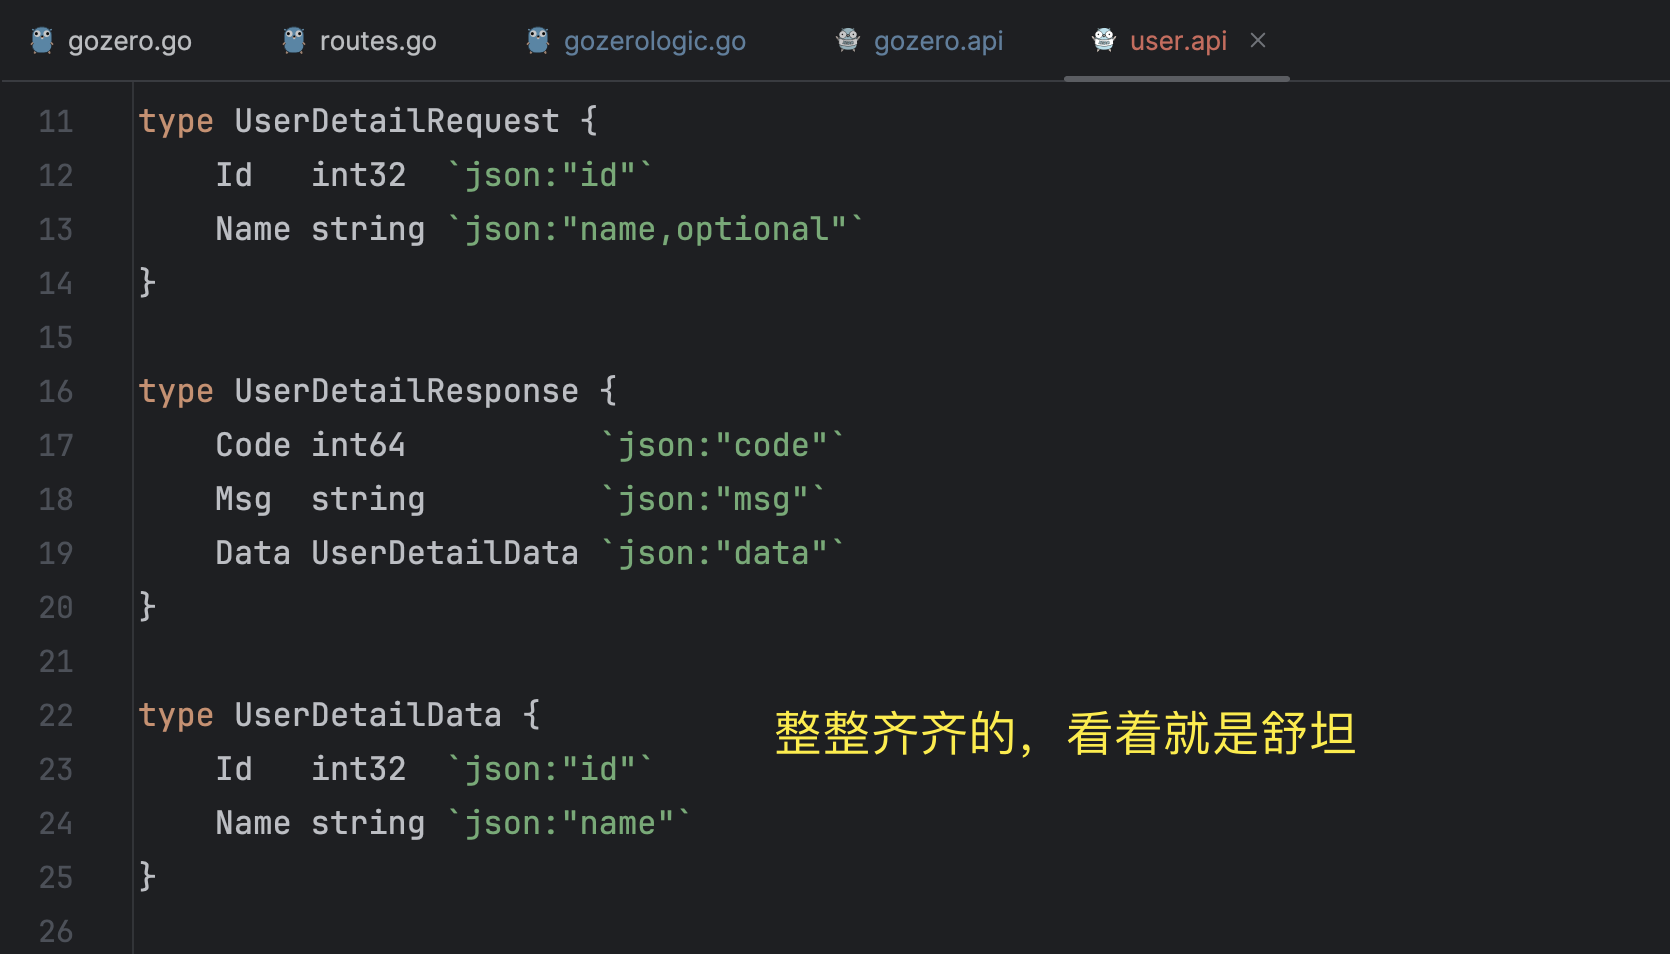 gozero.go routes.go gozerologic.go gozero.api user.api ×
11 type UserDetailRequest {
12     Id   int32  `json:"id"`
13     Name string `json:"name,optional"`
14 }
15
16 type UserDetailResponse {
17     Code int64          `json:"code"`
18     Msg  string         `json:"msg"`
19     Data UserDetailData `json:"data"`
20 }
21
22 type UserDetailData {
整整齐齐的，看着就是舒坦
23     Id   int32  `json:"id"`
24     Name string `json:"name"`
25 }
26